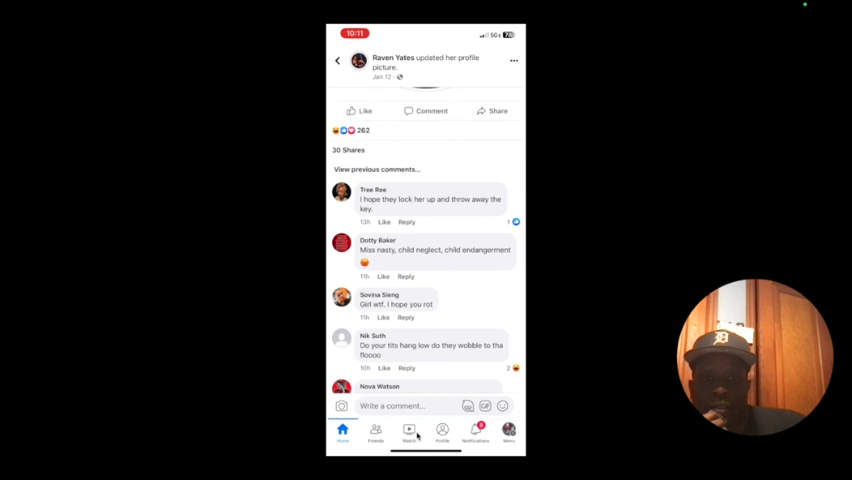 10:11
5G
Raven Yates updated her profile
picture.
Jan 12
Like
Comment
Share
262
30 Shares
View previous comments...
Tree Ree
I hope they lock her up and throw away the
key.
13h Like Reply 1
Dotty Baker
Miss nasty, child neglect, child endangerment
11h Like Reply
Sovina Sieng
Girl wtf. I hope you rot
11h Like Reply
Nik Suth
Do your tits hang low do they wobble to tha
floooo
10h Like Reply 2
Nova Watson
Write a comment...
GIF
8
Home
Friends
Watch
Profile
Notifications
Menu
D